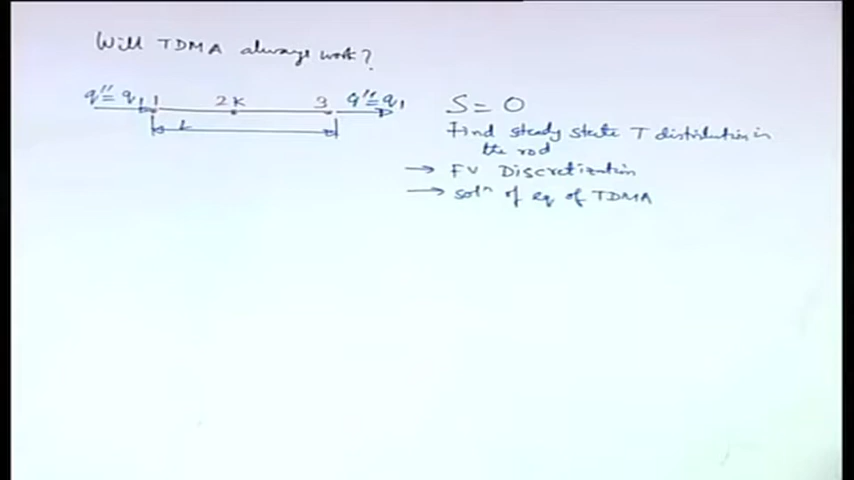 Will TDMA always work?
q" = q₁ 1 2 K 3 q" = q₁
L
S = 0
Find steady state T distribution in
the rod
→ FV Discretization
→ solⁿ of eq of TDMA